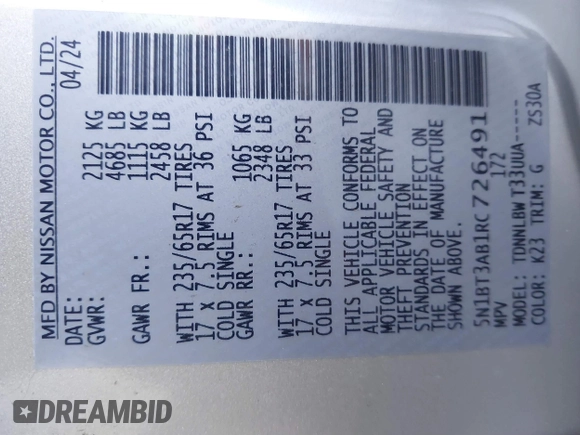 MFD BY NISSAN MOTOR CO., LTD.
DATE: 04/24
GVWR: 2125 KG
4685 LB
GAWR FR.: 1115 KG
2458 LB
WITH 235/65R17 TIRES
17 x 7.5 RIMS AT 36 PSI
COLD SINGLE
GAWR RR.: 1065 KG
2348 LB
WITH 235/65R17 TIRES
17 x 7.5 RIMS AT 33 PSI
COLD SINGLE
THIS VEHICLE CONFORMS TO
ALL APPLICABLE FEDERAL
MOTOR VEHICLE SAFETY AND
THEFT PREVENTION
STANDARDS IN EFFECT ON
THE DATE OF MANUFACTURE
SHOWN ABOVE.
5N1BT3AB1RC726491
MPV 172
MODEL: TDNNLBW T33UUA-----
COLOR: K23 TRIM: G ZS30A
DREAMBID